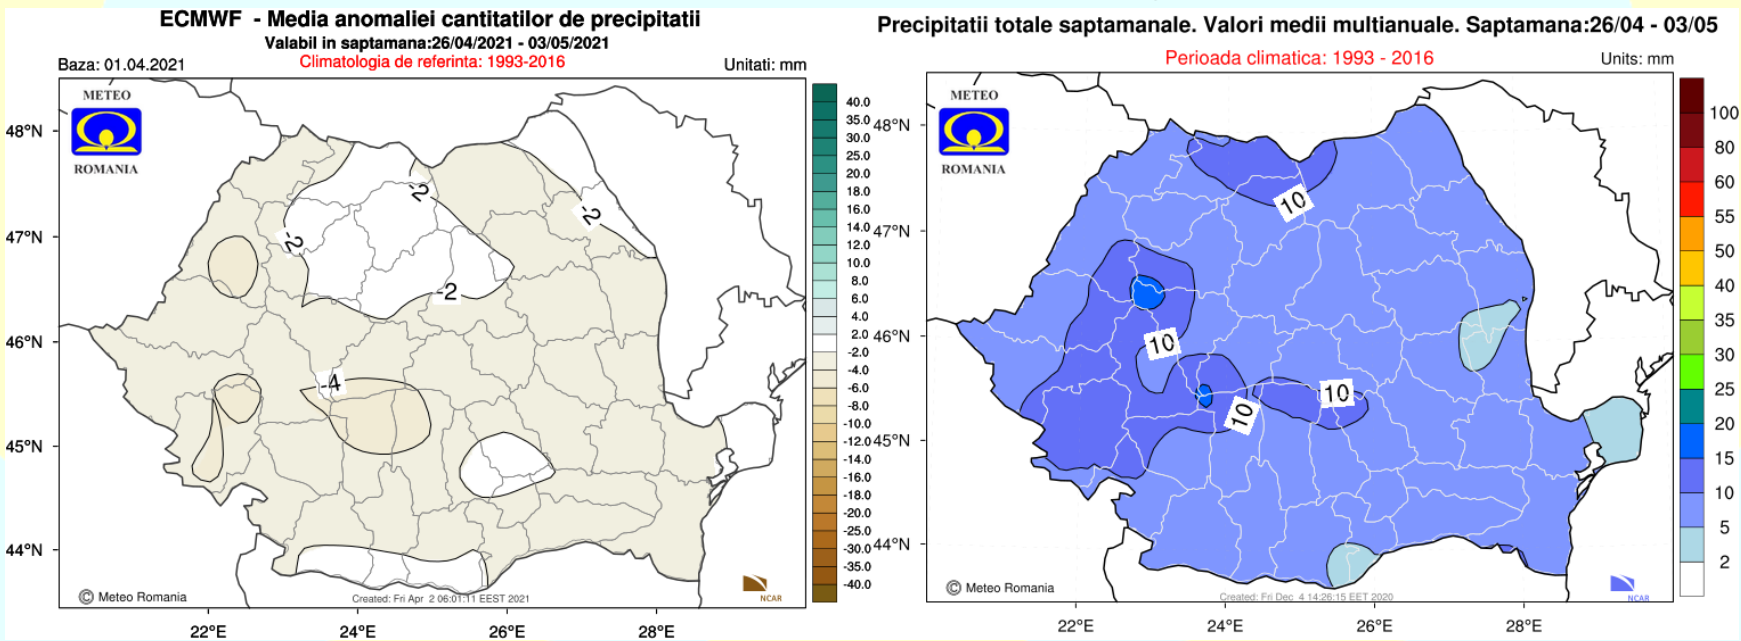 ECMWF - Media anomaliei cantitatilor de precipitatii
Valabil in saptamana:26/04/2021 - 03/05/2021
Baza: 01.04.2021
Climatologia de referinta: 1993-2016
Unitati: mm
METEO
ROMANIA
48°N
47°N
46°N
45°N
44°N
-2
-2
-2
-2
-4
40.0
35.0
30.0
25.0
20.0
18.0
16.0
14.0
12.0
10.0
8.0
6.0
4.0
2.0
-2.0
-4.0
-6.0
-8.0
-10.0
-12.0
-14.0
-16.0
-18.0
-20.0
-25.0
-30.0
-35.0
-40.0
© Meteo Romania
Created: Fri Apr 2 06:01:11 EEST 2021
NCAR
22°E
24°E
26°E
28°E
Precipitatii totale saptamanale. Valori medii multianuale. Saptamana:26/04 - 03/05
Perioada climatica: 1993 - 2016
Units: mm
METEO
ROMANIA
48°N
47°N
46°N
45°N
44°N
10
10
10
10
100
80
60
55
50
40
35
30
25
20
15
10
5
2
© Meteo Romania
Created: Fri Dec 4 14:26:15 EET 2020
NCAR
22°E
24°E
26°E
28°E